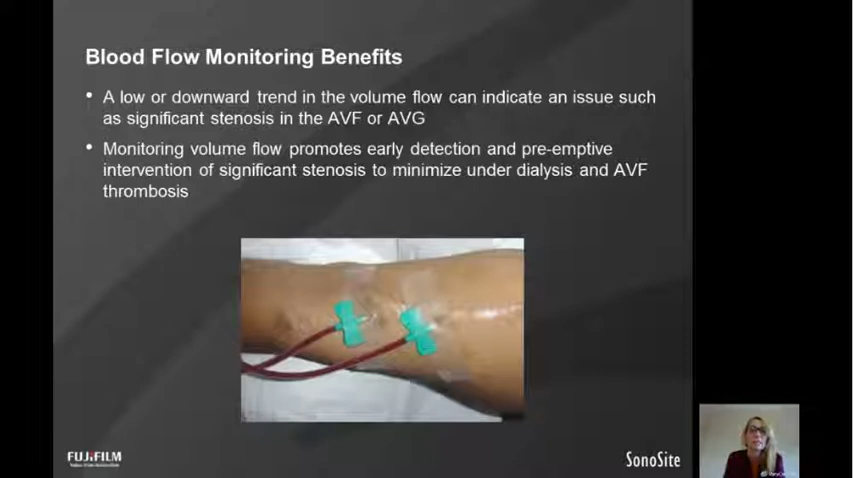 Blood Flow Monitoring Benefits
• A low or downward trend in the volume flow can indicate an issue such
as significant stenosis in the AVF or AVG
• Monitoring volume flow promotes early detection and pre-emptive
intervention of significant stenosis to minimize under dialysis and AVF
thrombosis
FUJIFILM
SonoSite